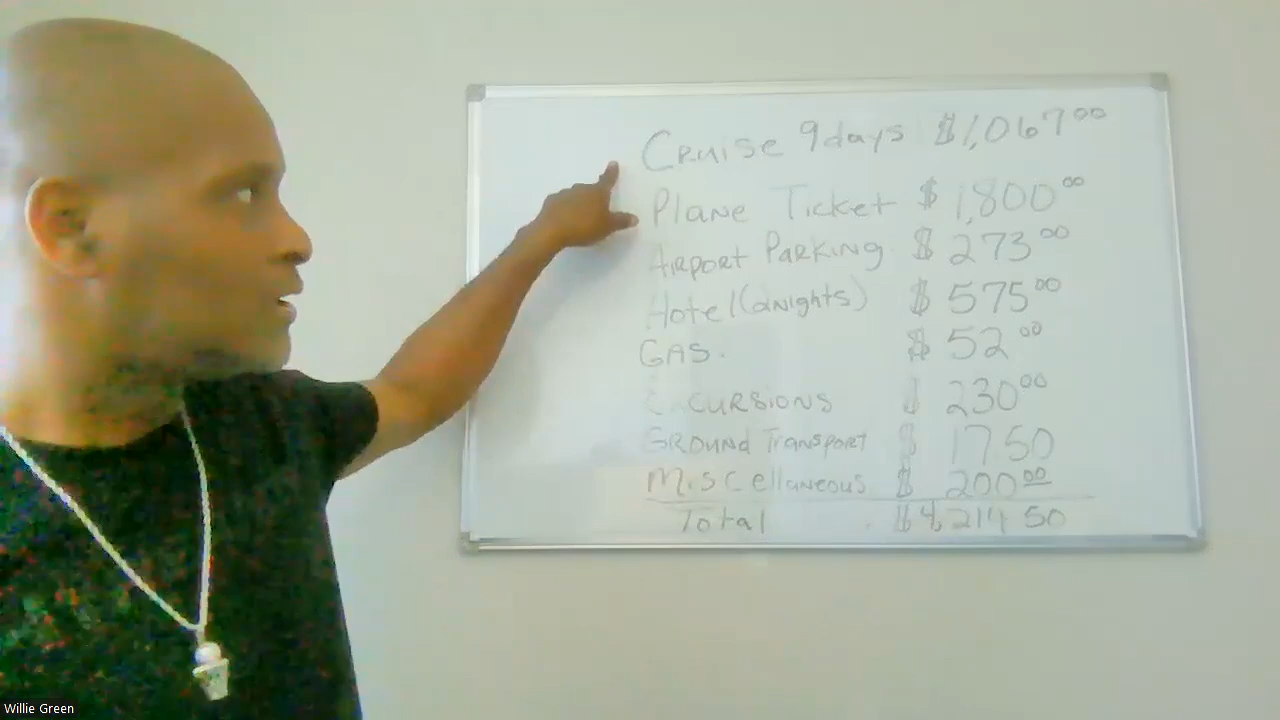 Cruise 9days $1,067.00
Plane Ticket $1,800.00
Airport Parking $273.00
Hotel (2nights) $575.00
GAS. $52.00
Excursions $230.00
Ground Transport $17.50
Miscellaneous $200.00
Total $4,214.50
Willie Green